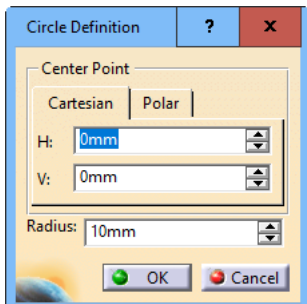 Circle Definition ? x
Center Point
Cartesian Polar
H: 0mm
V: 0mm
Radius: 10mm
OK Cancel